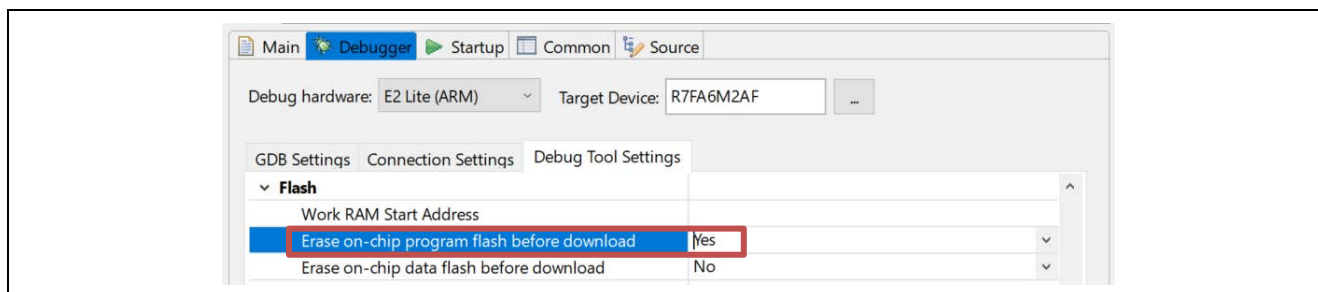 Main Debugger Startup Common Source
Debug hardware: E2 Lite (ARM) Target Device: R7FA6M2AF ...
GDB Settings Connection Settings Debug Tool Settings
Flash
Work RAM Start Address
Erase on-chip program flash before download Yes
Erase on-chip data flash before download No